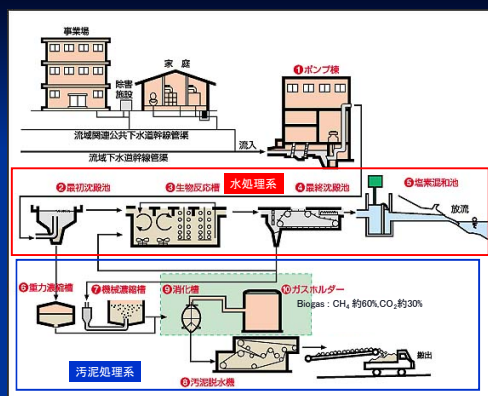 事業場
家庭
除害
施設
❶ポンプ棟
流域関連公共下水道幹線管渠
流入
流域下水道幹線管渠
❷最初沈殿池
❸生物反応槽
水処理系
❹最終沈殿池
❺塩素混和池
放流
❻重力濃縮槽
❼機械濃縮槽
❾消化槽
❿ガスホルダー
Biogas : CH₄ 約60%,CO₂約30%
汚泥処理系
❽汚泥脱水機
搬出